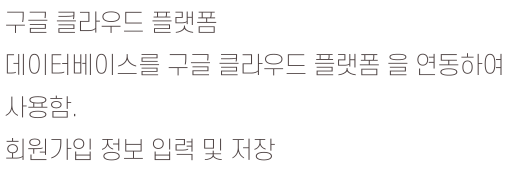 구글 클라우드 플랫폼
데이터베이스를 구글 클라우드 플랫폼 을 연동하여
사용함.
회원가입 정보 입력 및 저장